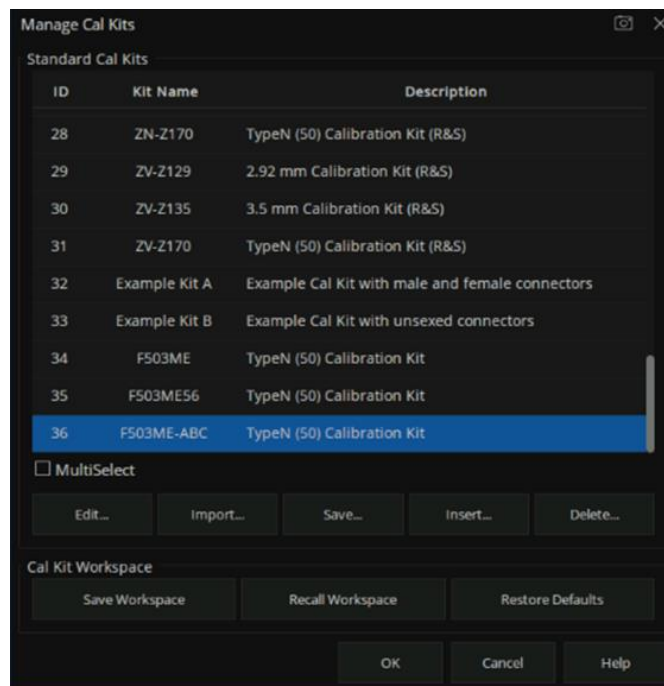 Manage Cal Kits
Standard Cal Kits
ID Kit Name Description
28 ZN-Z170 TypeN (50) Calibration Kit (R&S)
29 ZV-Z129 2.92 mm Calibration Kit (R&S)
30 ZV-Z135 3.5 mm Calibration Kit (R&S)
31 ZV-Z170 TypeN (50) Calibration Kit (R&S)
32 Example Kit A Example Cal Kit with male and female connectors
33 Example Kit B Example Cal Kit with unsexed connectors
34 F503ME TypeN (50) Calibration Kit
35 F503ME56 TypeN (50) Calibration Kit
36 F503ME-ABC TypeN (50) Calibration Kit
MultiSelect
Edit... Import... Save... Insert... Delete...
Cal Kit Workspace
Save Workspace Recall Workspace Restore Defaults
OK Cancel Help